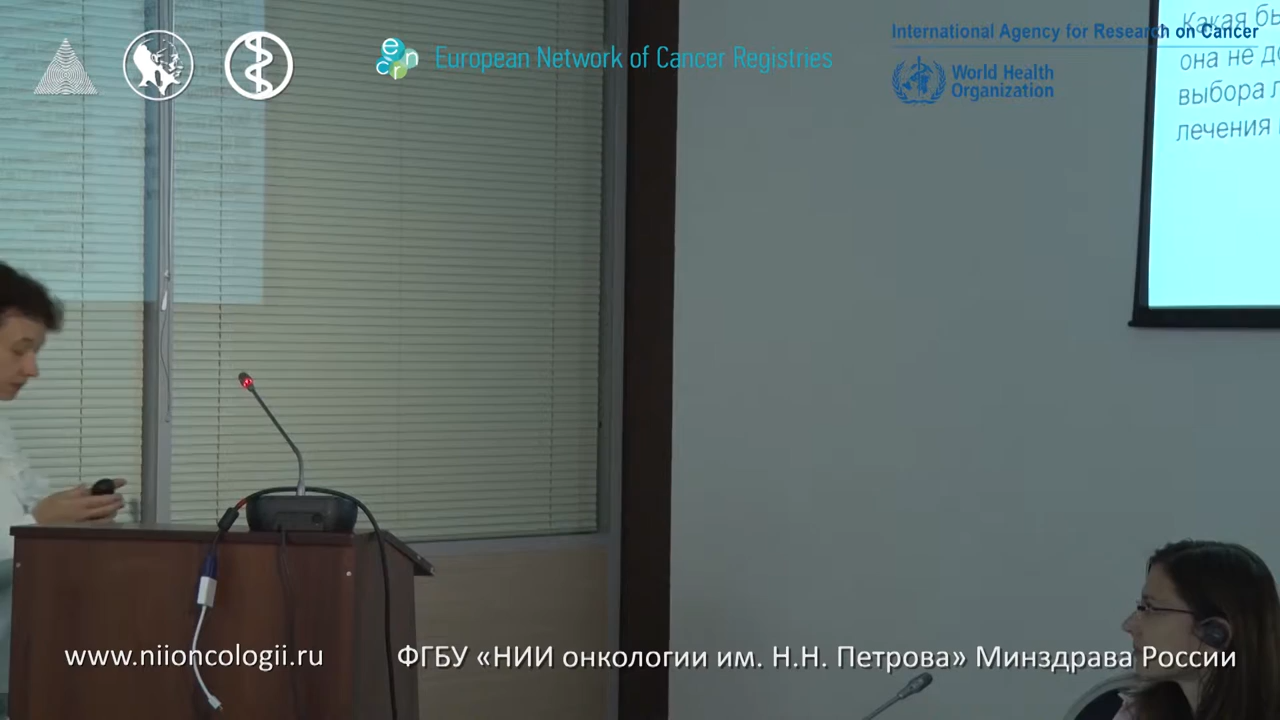 European Network of Cancer Registries
International Agency for Research on Cancer
World Health
Organization
Какая
она не
выбора
лечения
www.niioncologii.ru
ФГБУ «НИИ онкологии им. Н.Н. Петрова» Минздрава России